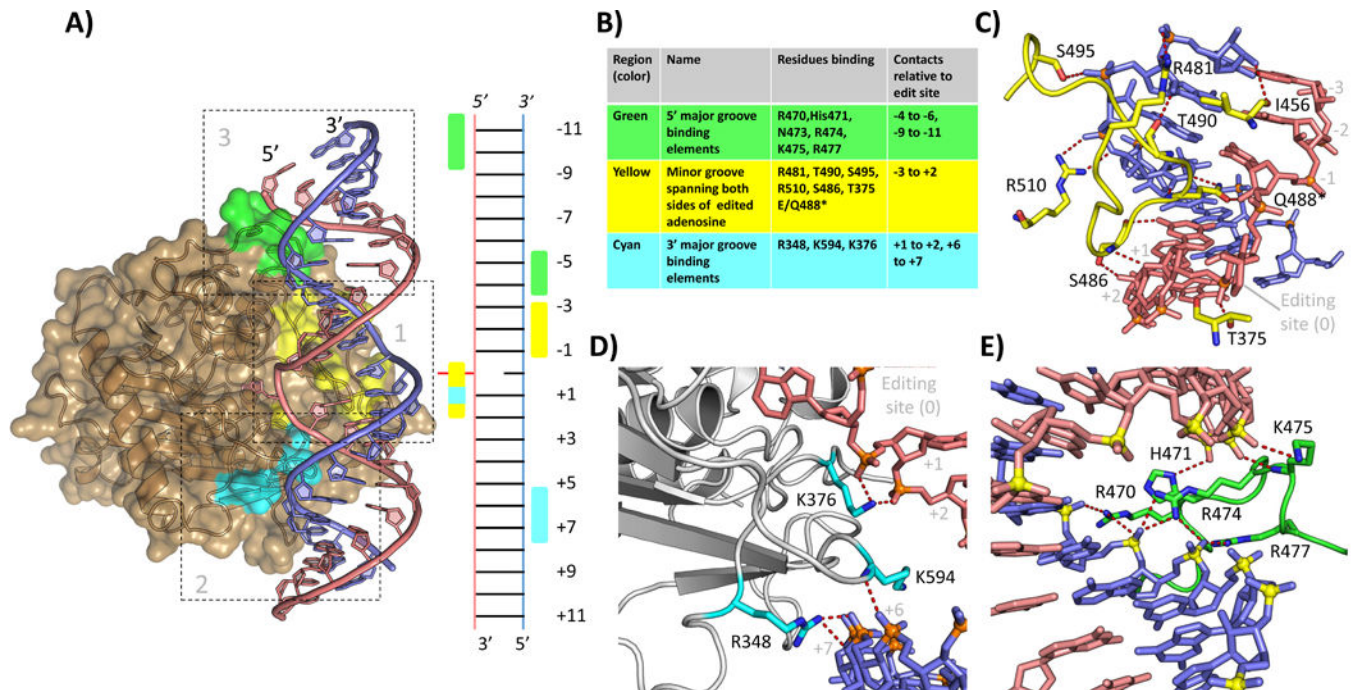 A)
3
3'
5'
1
2
5'
3'
-11
-9
-7
-5
-3
-1
+1
+3
+5
+7
+9
+11
3'
5'
B)
Region (color)
Name
Residues binding
Contacts relative to edit site
Green
5' major groove binding elements
R470,His471, N473, R474, K475, R477
-4 to -6, -9 to -11
Yellow
Minor groove spanning both sides of edited adenosine
R481, T490, S495, R510, S486, T375 E/Q488*
-3 to +2
Cyan
3' major groove binding elements
R348, K594, K376
+1 to +2, +6 to +7
C)
S495
R481
-3
I456
-2
T490
R510
-1
Q488*
+1
S486
+2
Editing
site (0)
T375
D)
Editing
site (0)
+1
K376
+2
K594
+6
R348
+7
E)
K475
H471
R470
R474
R477